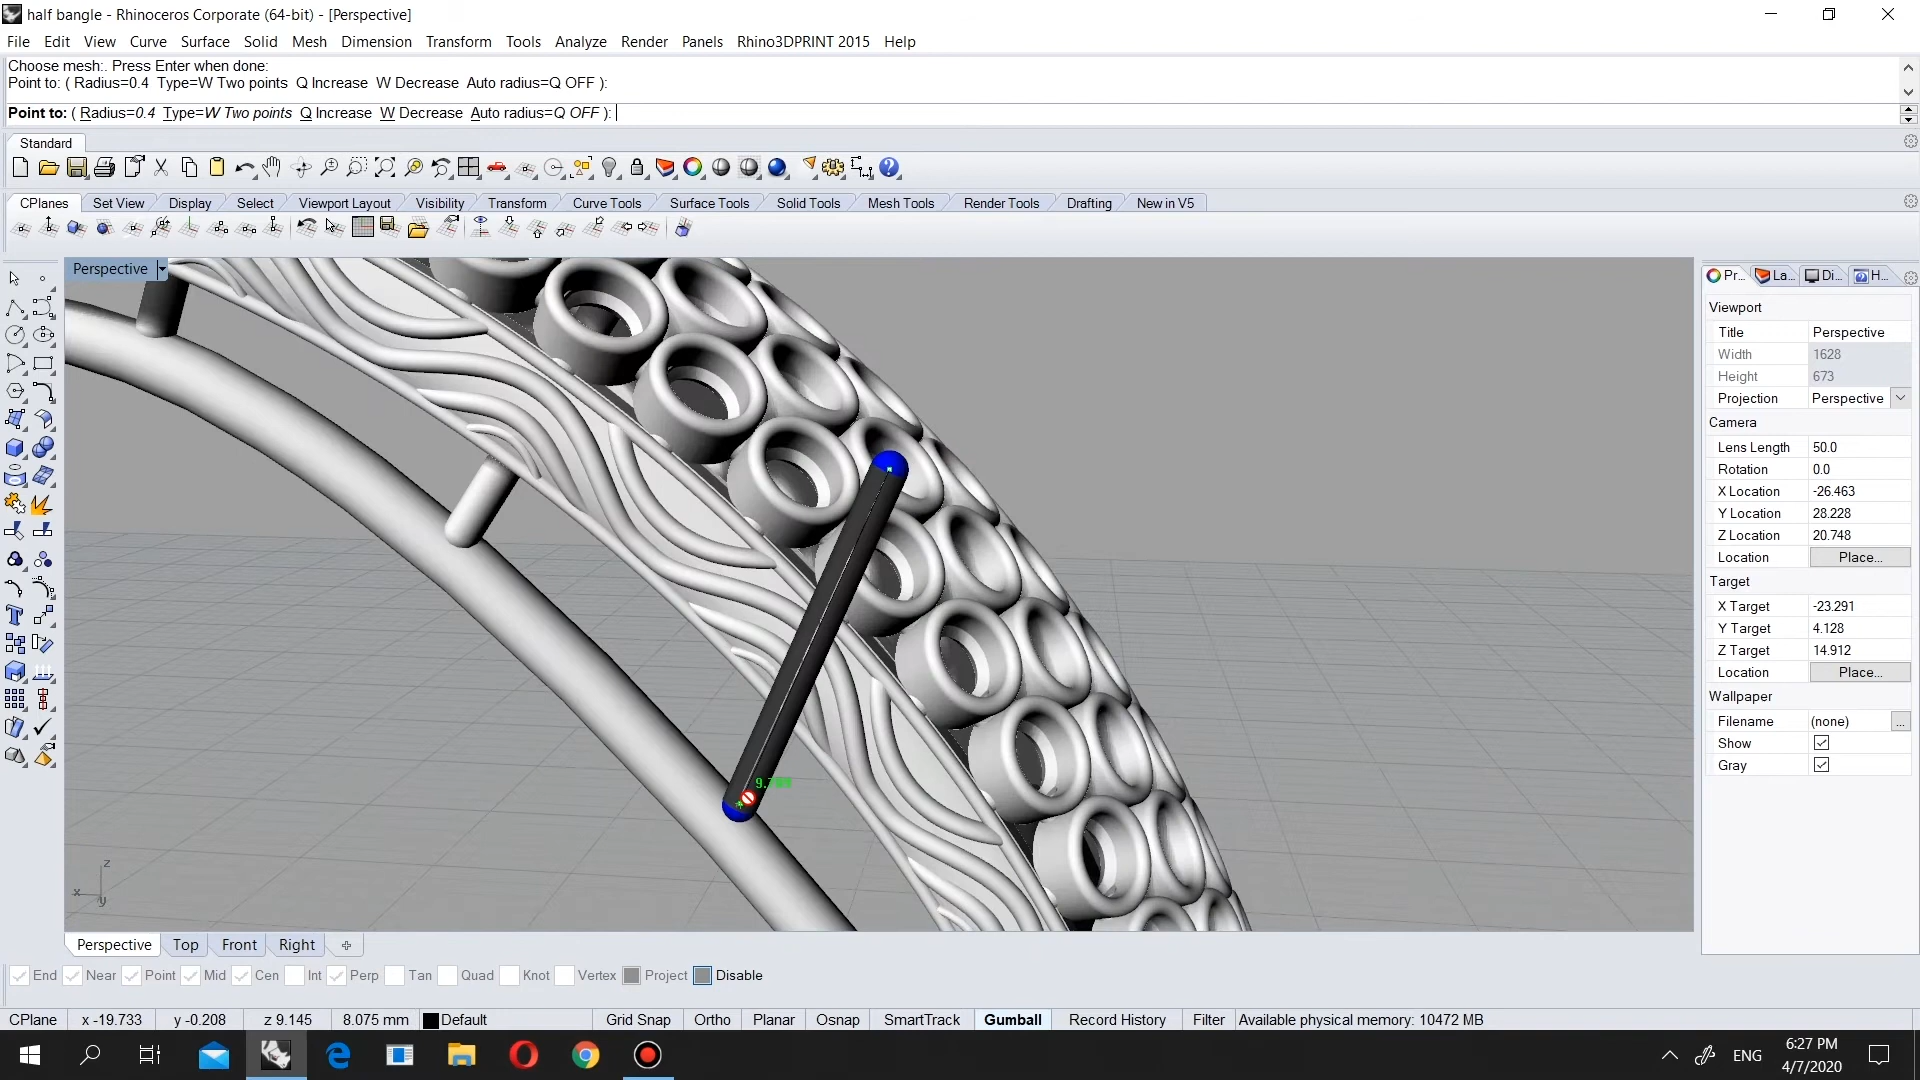 half bangle - Rhinoceros Corporate (64-bit) - [Perspective]
File Edit View Curve Surface Solid Mesh Dimension Transform Tools Analyze Render Panels Rhino3DPRINT 2015 Help
Choose mesh:. Press Enter when done:
Point to: ( Radius=0.4 Type=W Two points Q Increase W Decrease Auto radius=Q OFF ):
Point to: ( Radius=0.4 Type=W Two points Q Increase W Decrease Auto radius=Q OFF ):
Standard
CPlanes Set View Display Select Viewport Layout Visibility Transform Curve Tools Surface Tools Solid Tools Mesh Tools Render Tools Drafting New in V5
Perspective
Pr... La... Di... H...
Viewport
Title Perspective
Width 1628
Height 673
Projection Perspective
Camera
Lens Length 50.0
Rotation 0.0
X Location -26.463
Y Location 28.228
Z Location 20.748
Location Place...
Target
X Target -23.291
Y Target 4.128
Z Target 14.912
Location Place...
Wallpaper
Filename (none) ...
Show
Gray
z
x
y
Perspective Top Front Right
End Near Point Mid Cen Int Perp Tan Quad Knot Vertex Project Disable
CPlane x -19.733 y -0.208 z 9.145 8.075 mm Default Grid Snap Ortho Planar Osnap SmartTrack Gumball Record History Filter Available physical memory: 10472 MB
ENG
6:27 PM
4/7/2020